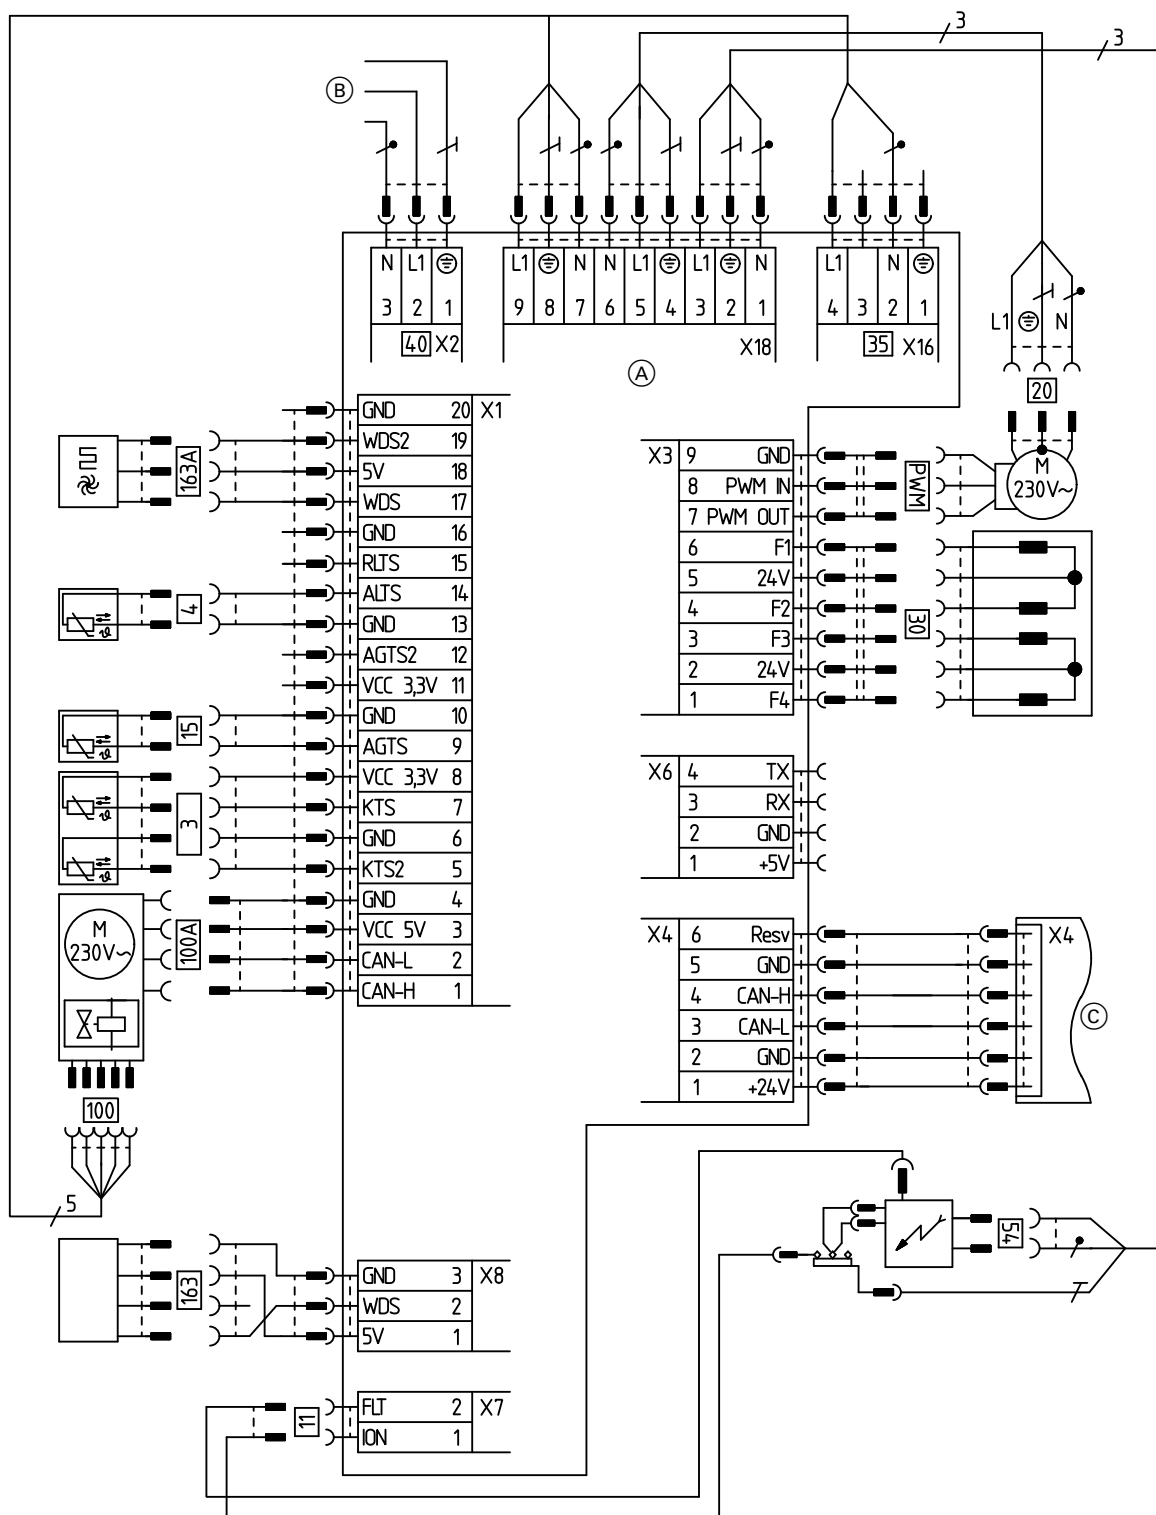 3
3
B
N L1
3 2 1
40 X2
L1 N N L1 L1 N
9 8 7 6 5 4 3 2 1
X18
L1 N
4 3 2 1
35 X16
L1 N
20
A
GND 20 X1
WDS2 19
5V 18
WDS 17
GND 16
RLTS 15
ALTS 14
GND 13
AGTS2 12
VCC 3,3V 11
GND 10
AGTS 9
VCC 3,3V 8
KTS 7
GND 6
KTS2 5
GND 4
VCC 5V 3
CAN-L 2
CAN-H 1
163A
4
ϑ
15
ϑ
3
ϑ
ϑ
M
230V~
100A
100
5
X3 9 GND
8 PWM IN
7 PWM OUT
6 F1
5 24V
4 F2
3 F3
2 24V
1 F4
PWM
M
230V~
30
X6 4 TX
3 RX
2 GND
1 +5V
X4 6 Resv
5 GND
4 CAN-H
3 CAN-L
2 GND
1 +24V
X4
C
54
163
GND 3 X8
WDS 2
5V 1
11
FLT 2 X7
ION 1